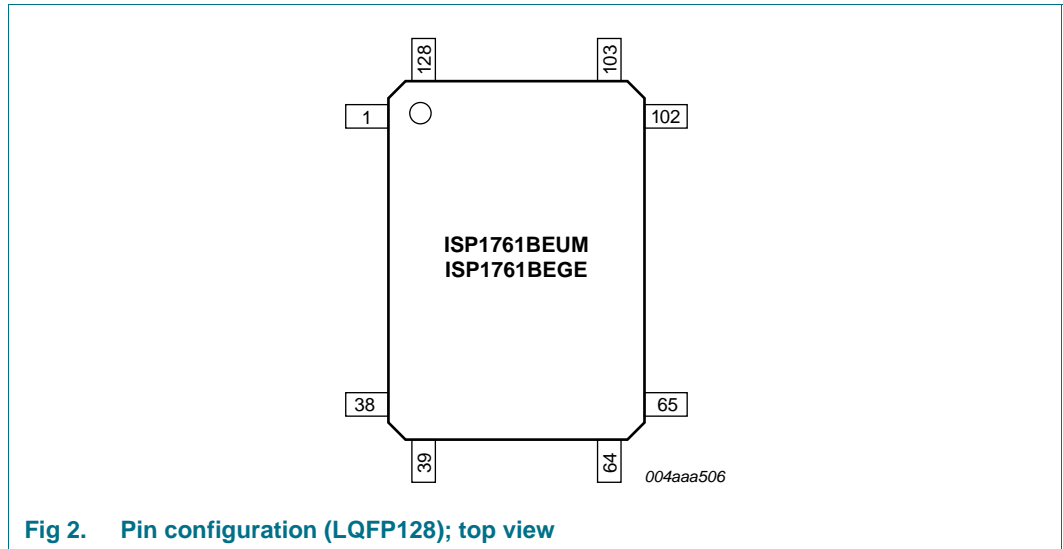 128 103
1 102
ISP1761BEUM
ISP1761BEGE
38 65
39 64
004aaa506
Fig 2. Pin configuration (LQFP128); top view